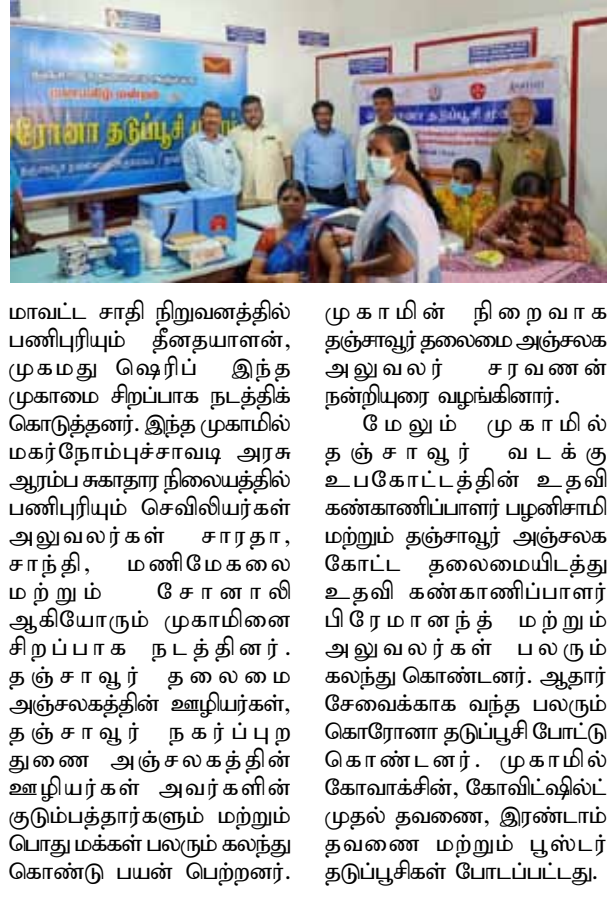 மனமகிழ் மன்றம்
கொரோனா தடுப்பூசி முகாம்
கொரோனா தடுப்பூசி முகாம்
மாவட்ட சாதி நிறுவனத்தில்
பணிபுரியும் தீனதயாளன்,
முகமது ஷெரிப் இந்த
முகாமை சிறப்பாக நடத்திக்
கொடுத்தனர். இந்த முகாமில்
மகர்நோம்புச்சாவடி அரசு
ஆரம்ப சுகாதார நிலையத்தில்
பணிபுரியும் செவிலியர்கள்
அலுவலர்கள் சாரதா,
சாந்தி, மணிமேகலை
மற்றும் சோனாலி
ஆகியோரும் முகாமினை
சிறப்பாக நடத்தினர்.
தஞ்சாவூர் தலைமை
அஞ்சலகத்தின் ஊழியர்கள்,
தஞ்சாவூர் நகர்ப்புற
துணை அஞ்சலகத்தின்
ஊழியர்கள் அவர்களின்
குடும்பத்தார்களும் மற்றும்
பொது மக்கள் பலரும் கலந்து
கொண்டு பயன் பெற்றனர்.
முகாமின் நிறைவாக
தஞ்சாவூர் தலைமை அஞ்சலக
அலுவலர் சரவணன்
நன்றியுரை வழங்கினார்.
மேலும் முகாமில்
தஞ்சாவூர் வடக்கு
உபகோட்டத்தின் உதவி
கண்காணிப்பாளர் பழனிசாமி
மற்றும் தஞ்சாவூர் அஞ்சலக
கோட்ட தலைமையிடத்து
உதவி கண்காணிப்பாளர்
பிரேமானந்த் மற்றும்
அலுவலர்கள் பலரும்
கலந்து கொண்டனர். ஆதார்
சேவைக்காக வந்த பலரும்
கொரோனா தடுப்பூசி போட்டு
கொண்டனர். முகாமில்
கோவாக்சின், கோவிட்ஷில்ட்
முதல் தவணை, இரண்டாம்
தவணை மற்றும் பூஸ்டர்
தடுப்பூசிகள் போடப்பட்டது.